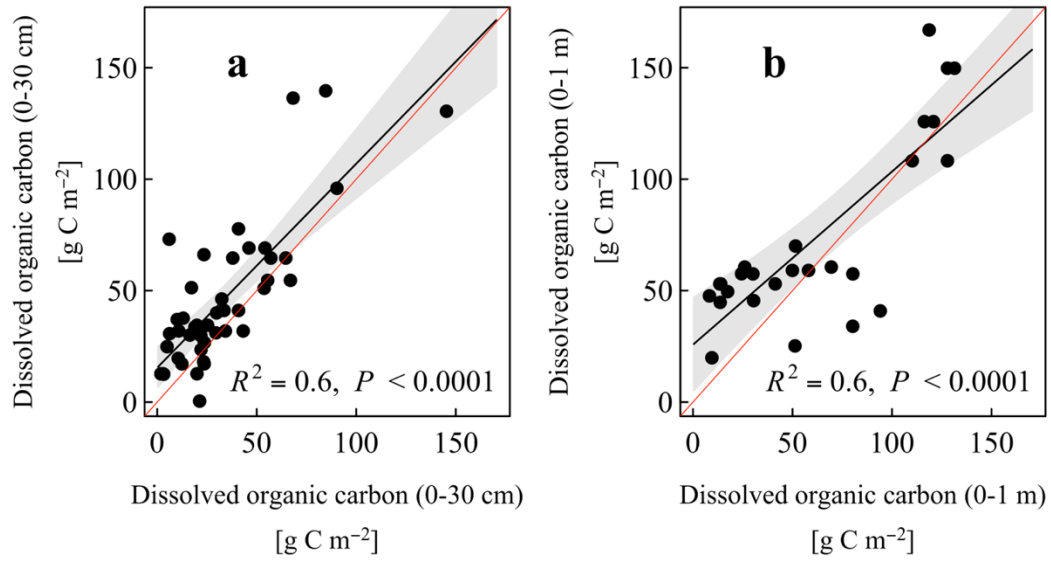 Dissolved organic carbon (0-30 cm)
[g C m⁻²]
150
100
50
0
a
R² = 0.6, P < 0.0001
0 50 100 150
Dissolved organic carbon (0-30 cm)
[g C m⁻²]
Dissolved organic carbon (0-1 m)
[g C m⁻²]
150
100
50
0
b
R² = 0.6, P < 0.0001
0 50 100 150
Dissolved organic carbon (0-1 m)
[g C m⁻²]